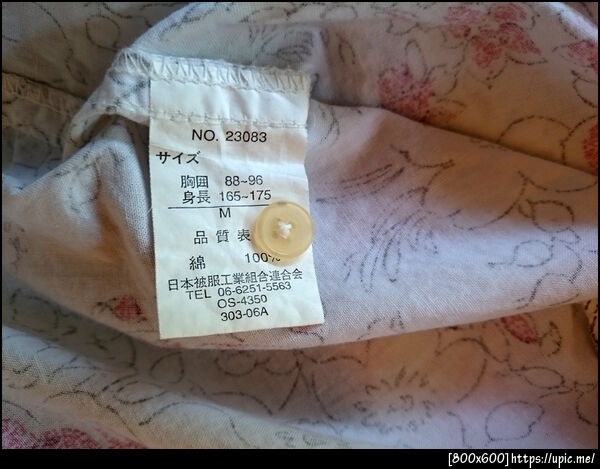 NO. 23083
サイズ
胸囲 88~96
身長 165~175
M
品質表
綿 100%
日本被服工業組合連合会
TEL 06-6251-5563
OS-4350
303-06A
[800x600]https://upic.me/